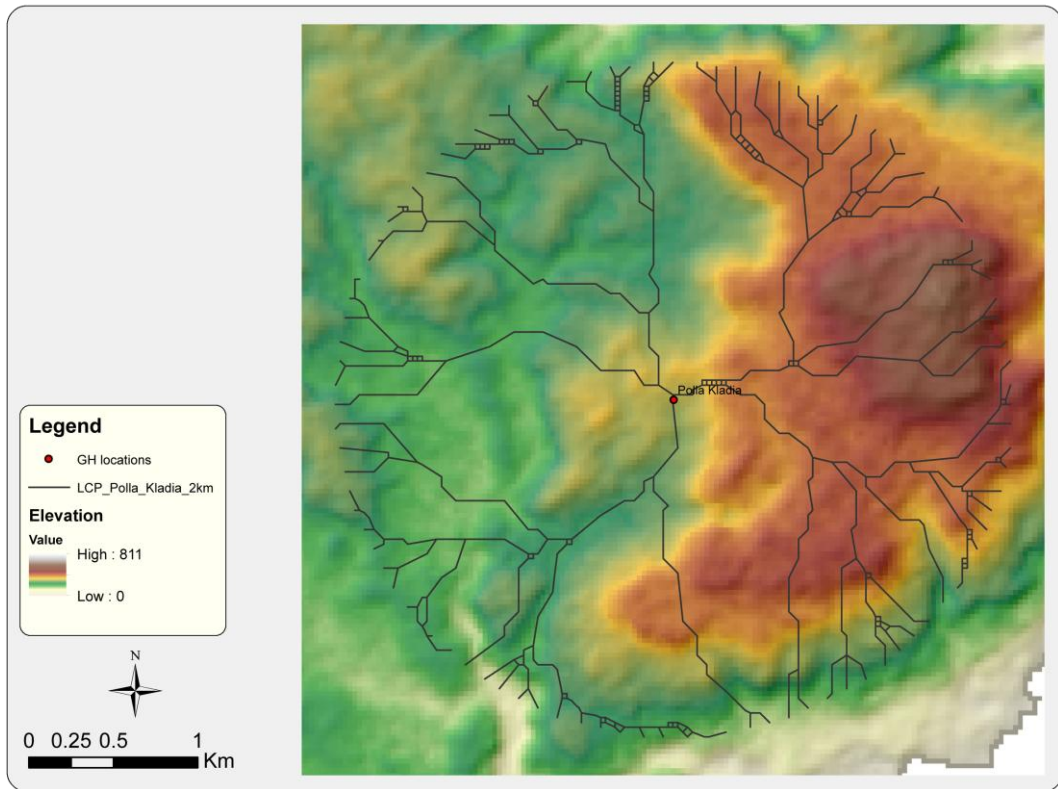 Polla Kladia
Legend
GH locations
LCP_Polla_Kladia_2km
Elevation
Value
High : 811
Low : 0
N
0 0.25 0.5 1
Km